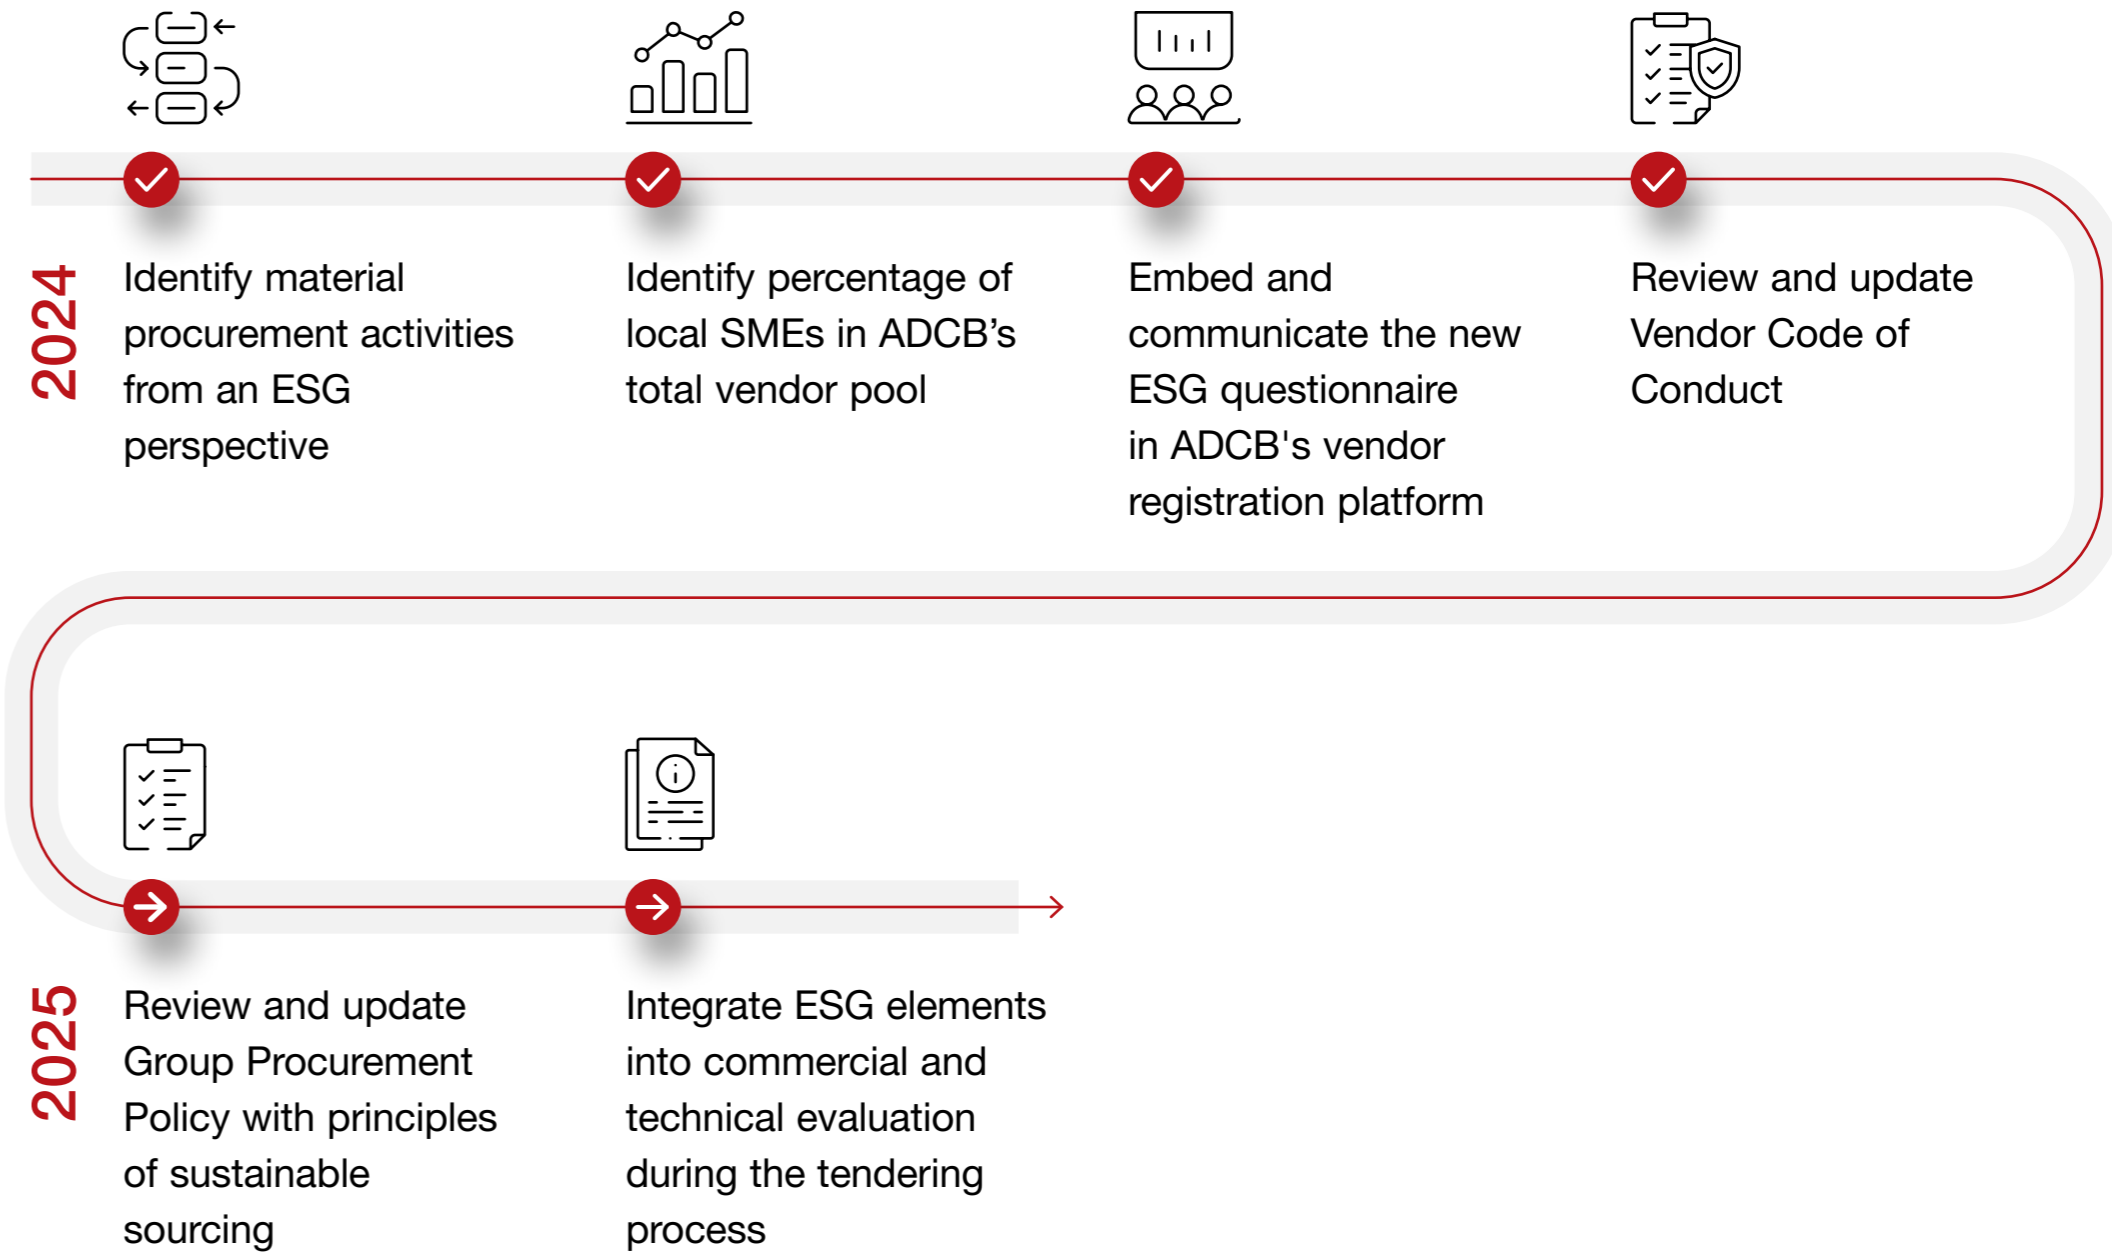 2024
Identify material
procurement activities
from an ESG
perspective
Identify percentage of
local SMEs in ADCB’s
total vendor pool
Embed and
communicate the new
ESG questionnaire
in ADCB's vendor
registration platform
Review and update
Vendor Code of
Conduct
2025
Review and update
Group Procurement
Policy with principles
of sustainable
sourcing
Integrate ESG elements
into commercial and
technical evaluation
during the tendering
process